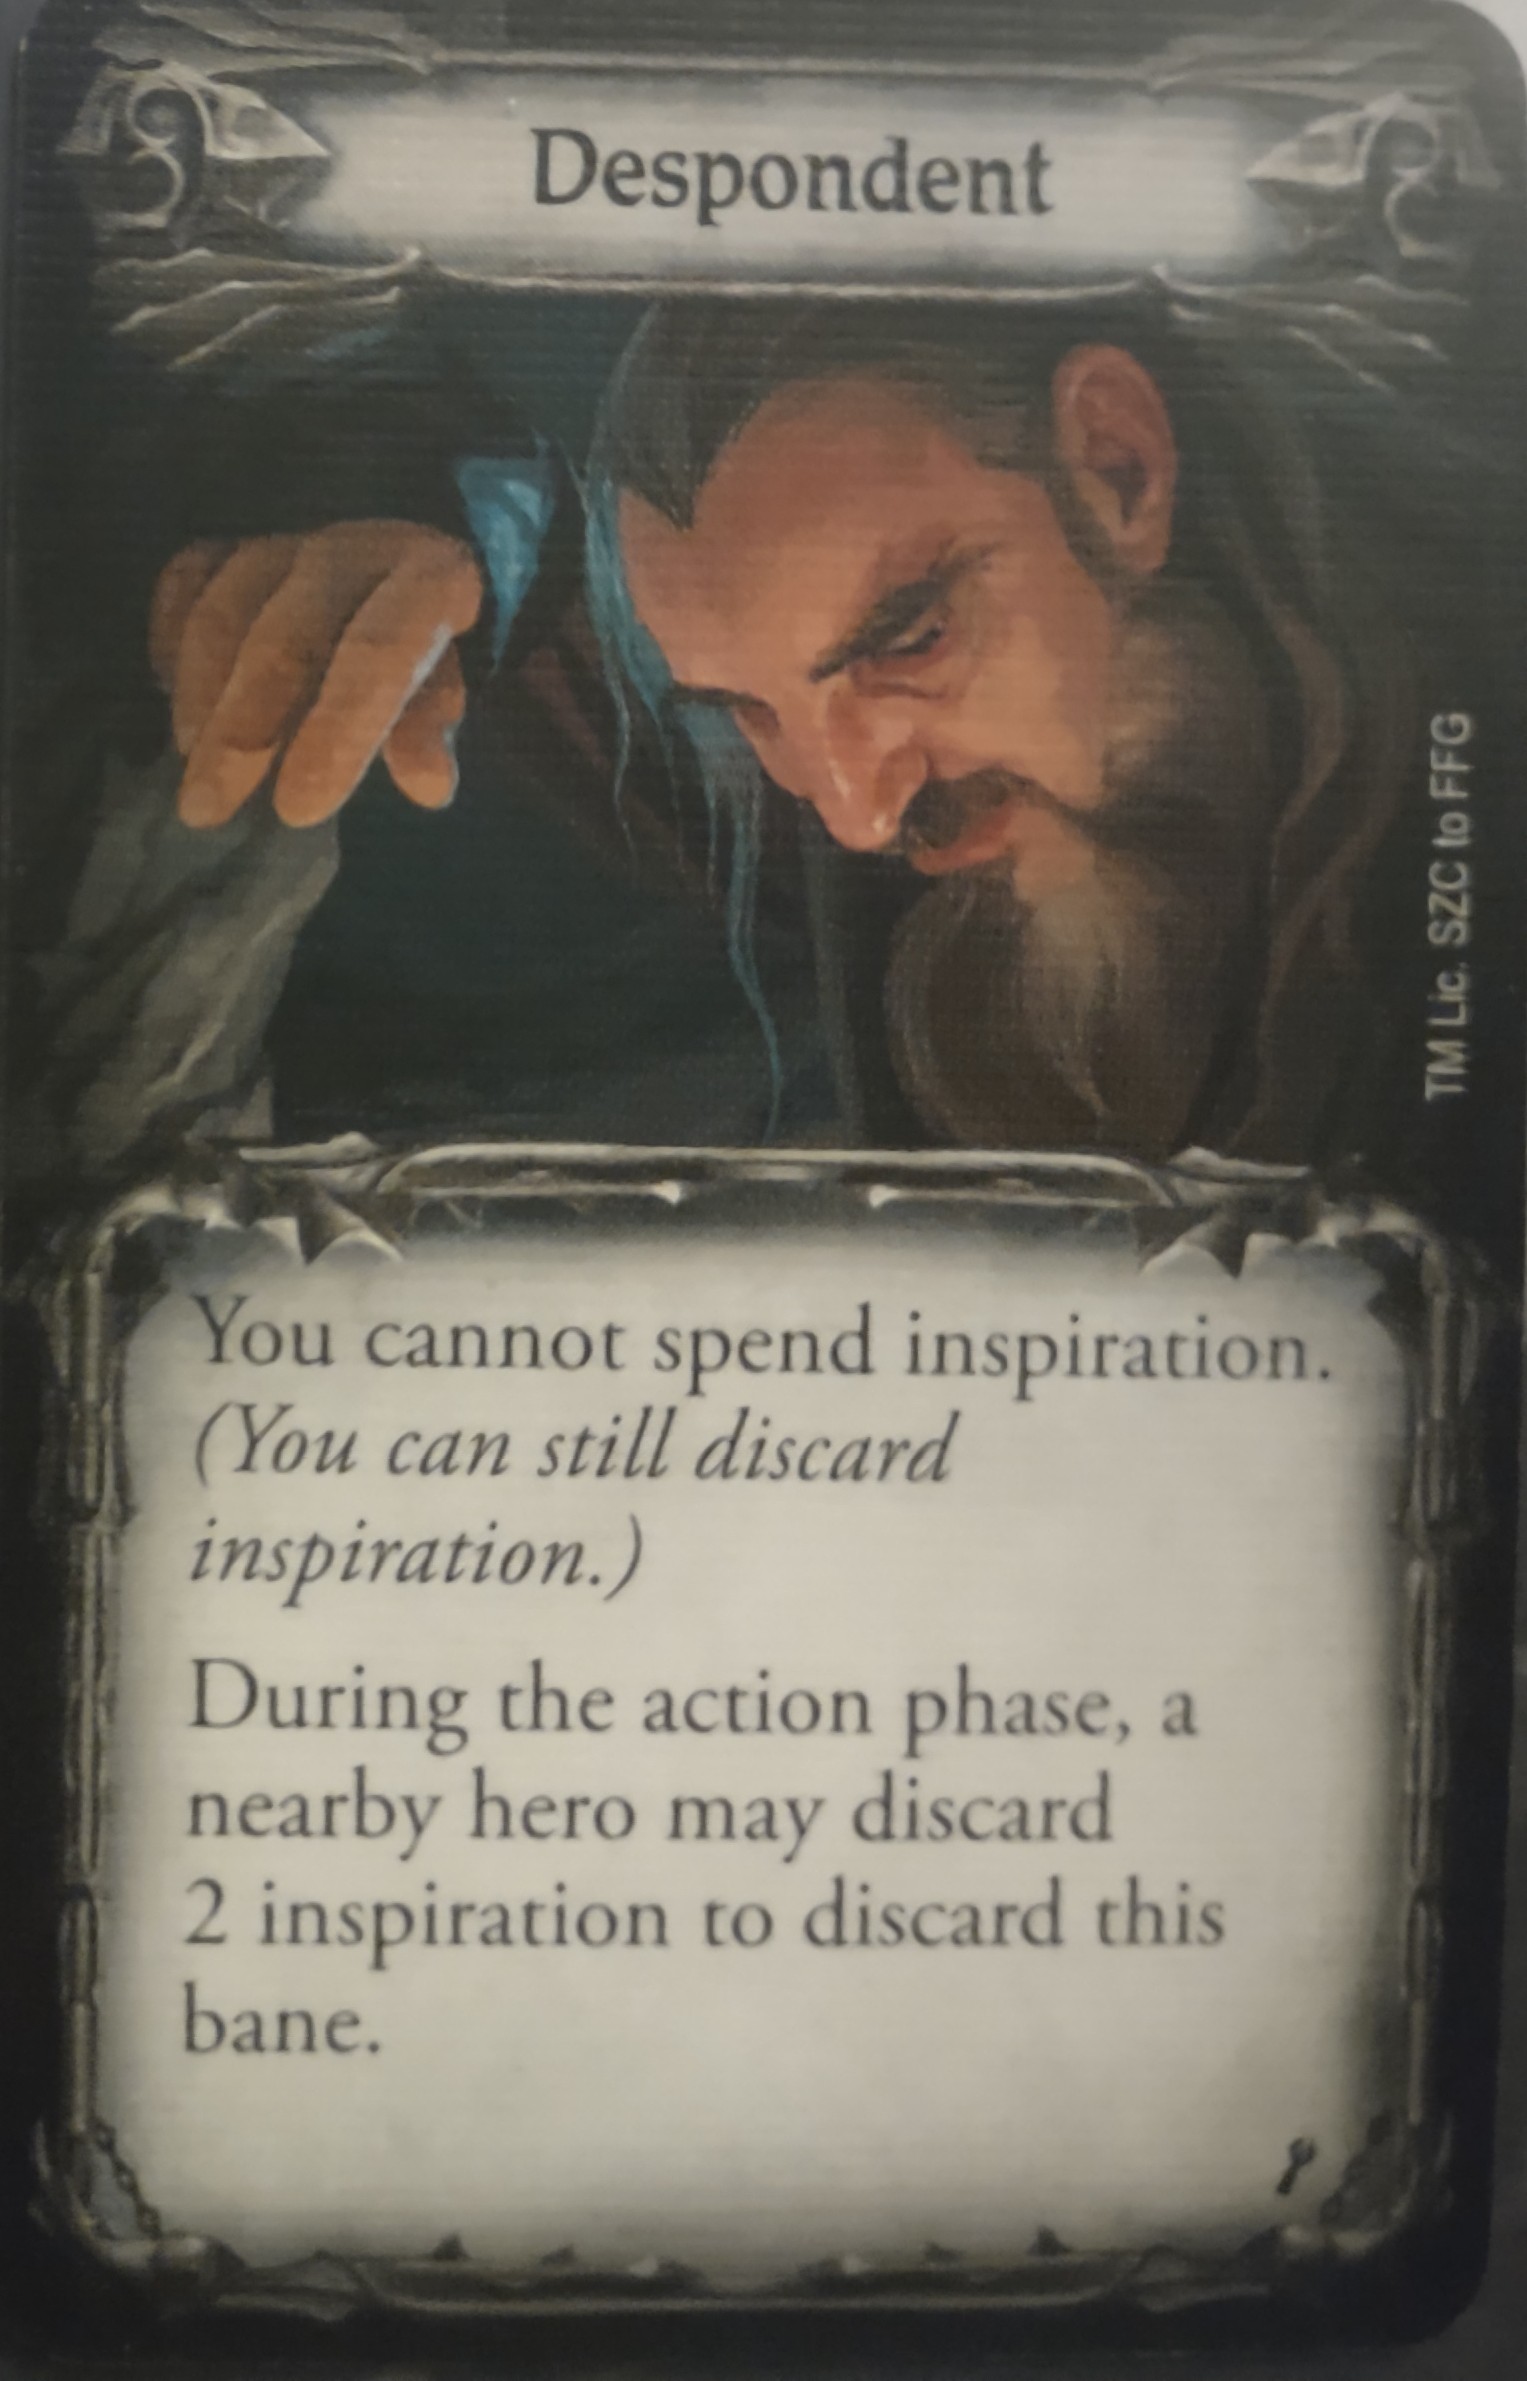 Despondent
TM Lic. SZC to FFG
You cannot spend inspiration.
(You can still discard
inspiration.)
During the action phase, a
nearby hero may discard
2 inspiration to discard this
bane.